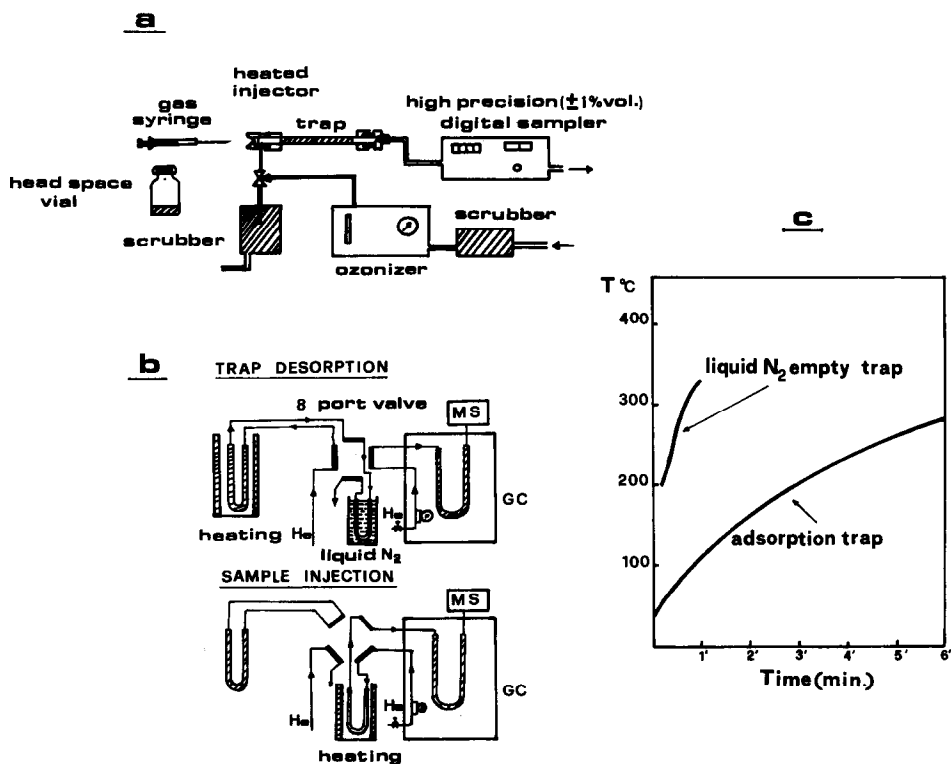 a
heated
injector
gas
syringe
trap
high precision (±1%vol.)
digital sampler
head space
vial
scrubber
ozonizer
scrubber
b
TRAP DESORPTION
8 port valve
MS
GC
He
He
heating
liquid N2
SAMPLE INJECTION
MS
GC
He
He
heating
c
T °C
400
300
200
100
liquid N2 empty trap
adsorption trap
1' 2' 3' 4' 5' 6'
Time (min.)